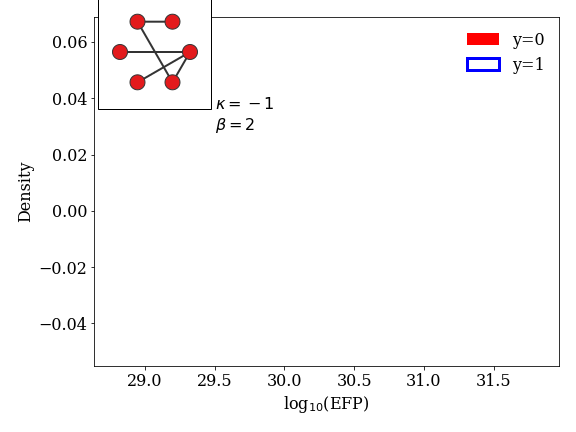 y=0
y=1
κ = −1
β = 2
0.06
0.04
0.02
0.00
−0.02
−0.04
Density
29.0 29.5 30.0 30.5 31.0 31.5
log₁₀(EFP)